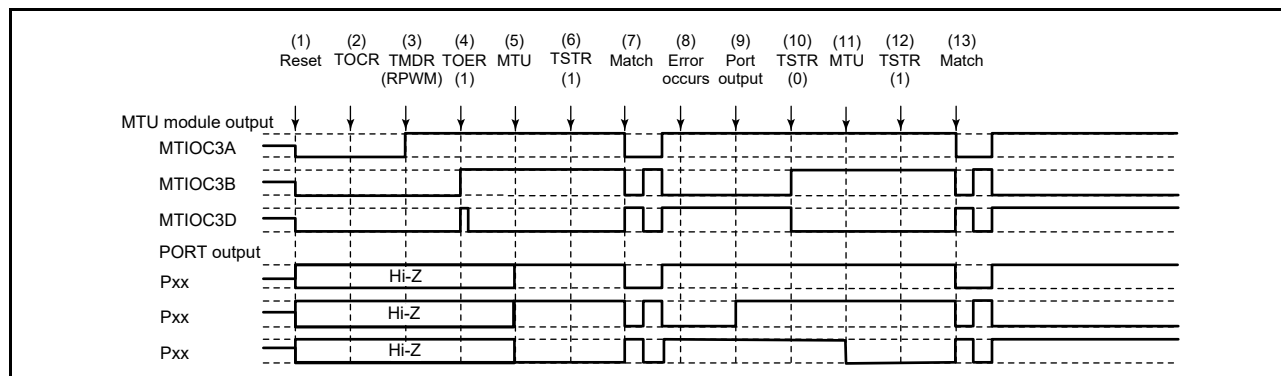 (1) (2) (3) (4) (5) (6) (7) (8) (9) (10) (11) (12) (13)
Reset TOCR TMDR TOER MTU TSTR Match Error Port TSTR MTU TSTR Match
(RPWM) (1) (1) occurs output (0) (1)
MTU module output
MTIOC3A
MTIOC3B
MTIOC3D
PORT output
Pxx Hi-Z
Pxx Hi-Z
Pxx Hi-Z